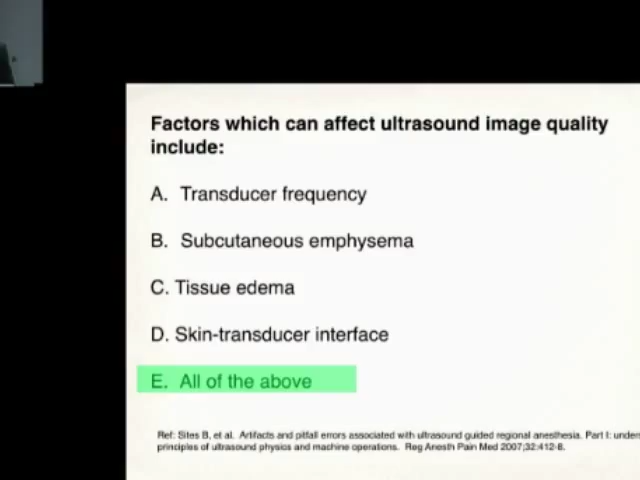 Factors which can affect ultrasound image quality
include:
A. Transducer frequency
B. Subcutaneous emphysema
C. Tissue edema
D. Skin-transducer interface
E. All of the above
Ref: Sites B, et al. Artifacts and pitfall errors associated with ultrasound guided regional anesthesia. Part I:
principles of ultrasound physics and machine operations. Reg Anesth Pain Med 2007;32:412-8.